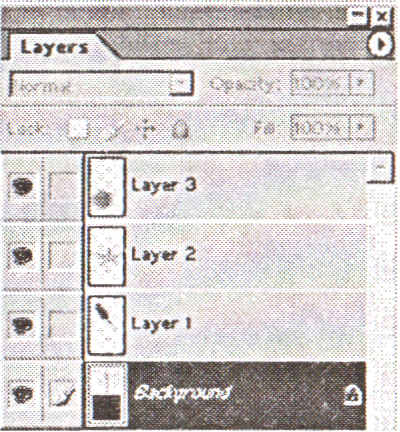 Layers
Normal Opacity: 100%
Lock: Fill: 100%
Layer 3
Layer 2
Layer 1
Background